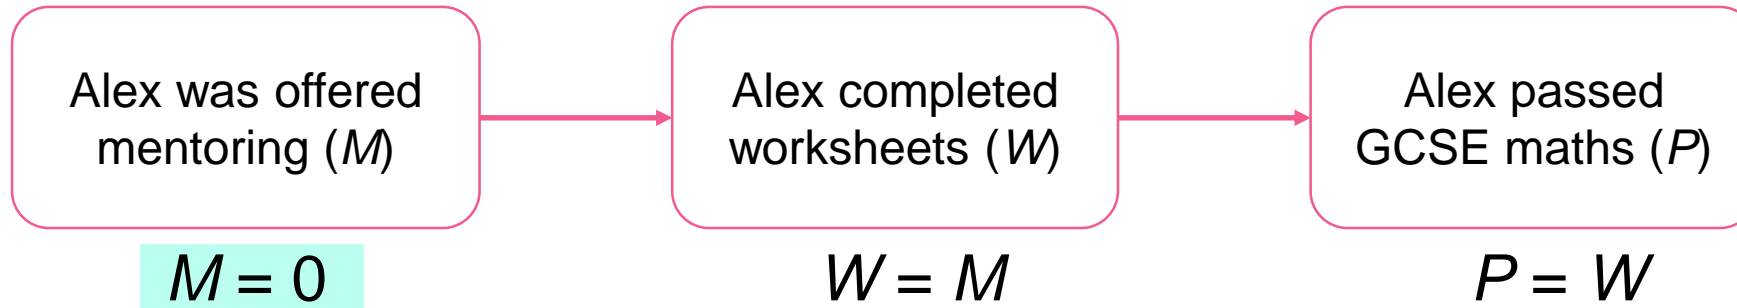 Alex was offered
mentoring (M)
Alex completed
worksheets (W)
Alex passed
GCSE maths (P)
M = 0
W = M
P = W